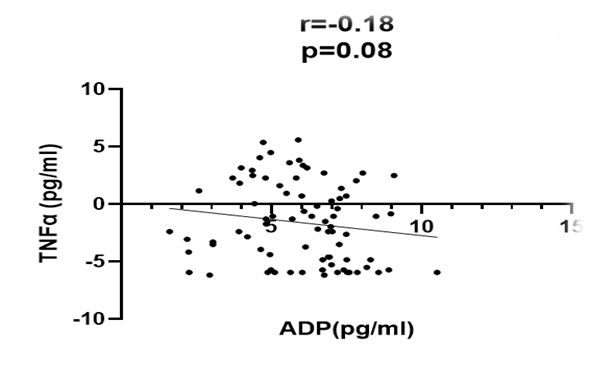 r=-0.18
p=0.08
10
5
0
-5
-10
5
10
15
TNFα (pg/ml)
ADP(pg/ml)